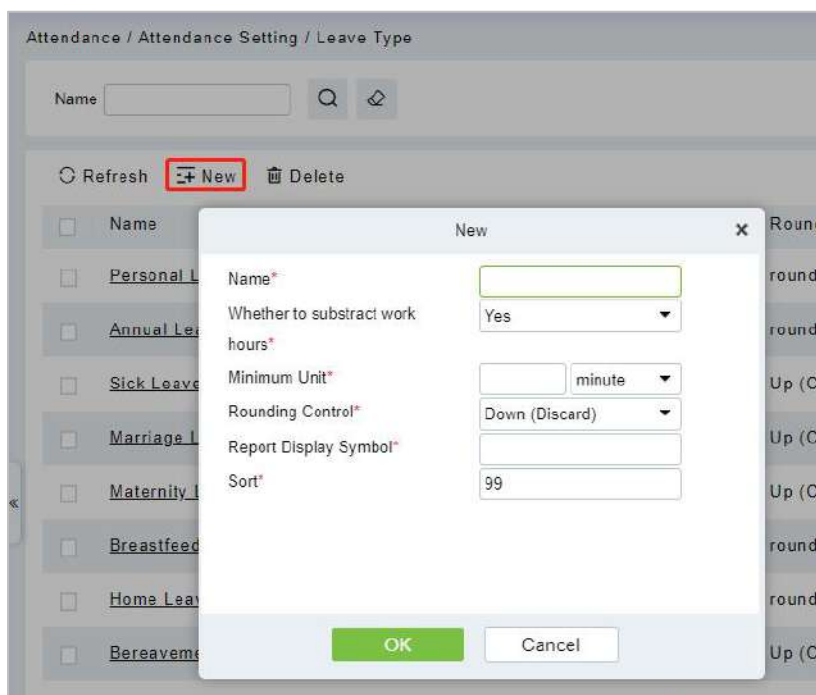 Attendance / Attendance Setting / Leave Type
Name
Refresh New Delete
Name Roun
New
Personal L round
Annual Lea round
Sick Leave Up (C
Marriage L Up (C
Maternity L Up (C
Breastfeed round
Home Leav round
Bereaveme Up (C
Name*
Whether to substract work Yes
hours*
Minimum Unit* minute
Rounding Control* Down (Discard)
Report Display Symbol*
Sort* 99
OK Cancel